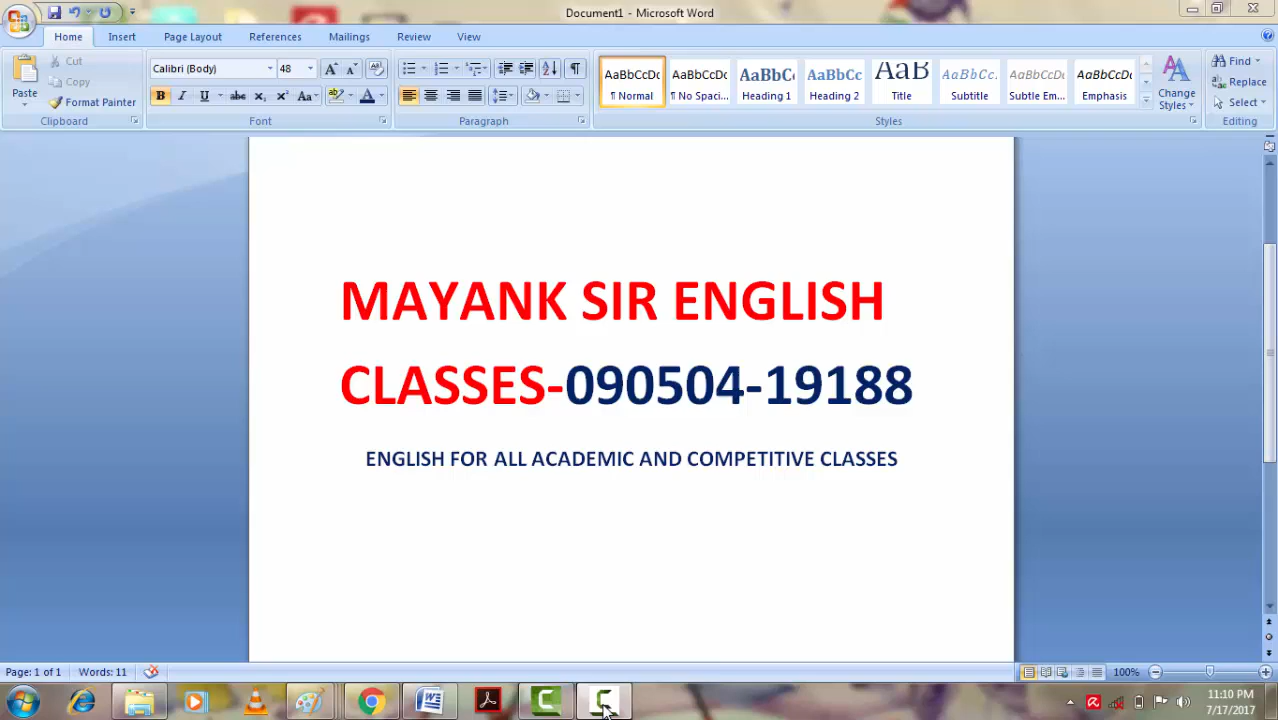 Document1 - Microsoft Word
Home Insert Page Layout References Mailings Review View
Paste
Cut
Copy
Format Painter
Clipboard
Calibri (Body) 48
Font
Paragraph
AaBbCcDc AaBbCcDc AaBbC AaBbCc AaB AaBbCc. AaBbCcDc AaBbCcDc
¶ Normal ¶ No Spaci... Heading 1 Heading 2 Title Subtitle Subtle Em... Emphasis
Styles
Change Styles
Find
Replace
Select
Editing
MAYANK SIR ENGLISH
CLASSES-090504-19188
ENGLISH FOR ALL ACADEMIC AND COMPETITIVE CLASSES
Page: 1 of 1 Words: 11 100%
11:10 PM
7/17/2017